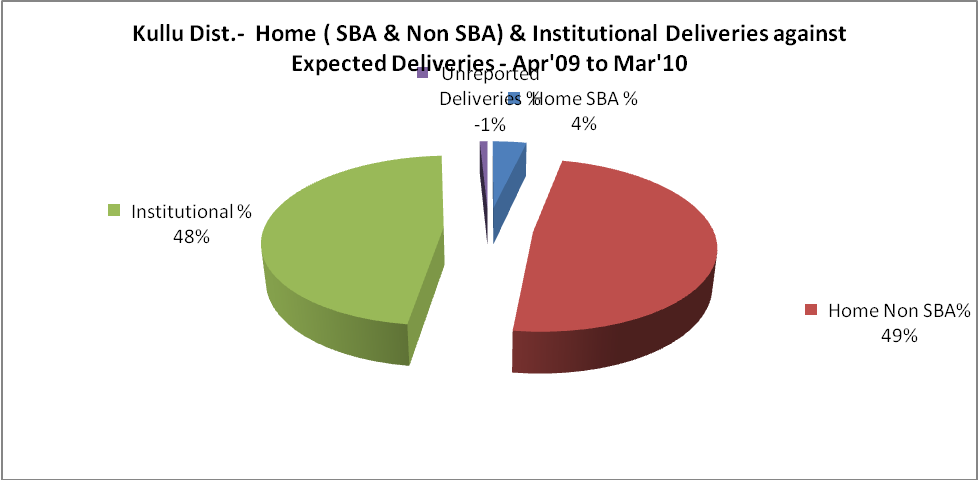 Kullu Dist.- Home ( SBA & Non SBA) & Institutional Deliveries against
Expected Deliveries - Apr'09 to Mar'10
Unreported
Deliveries %
-1%
Home SBA %
4%
Institutional %
48%
Home Non SBA%
49%